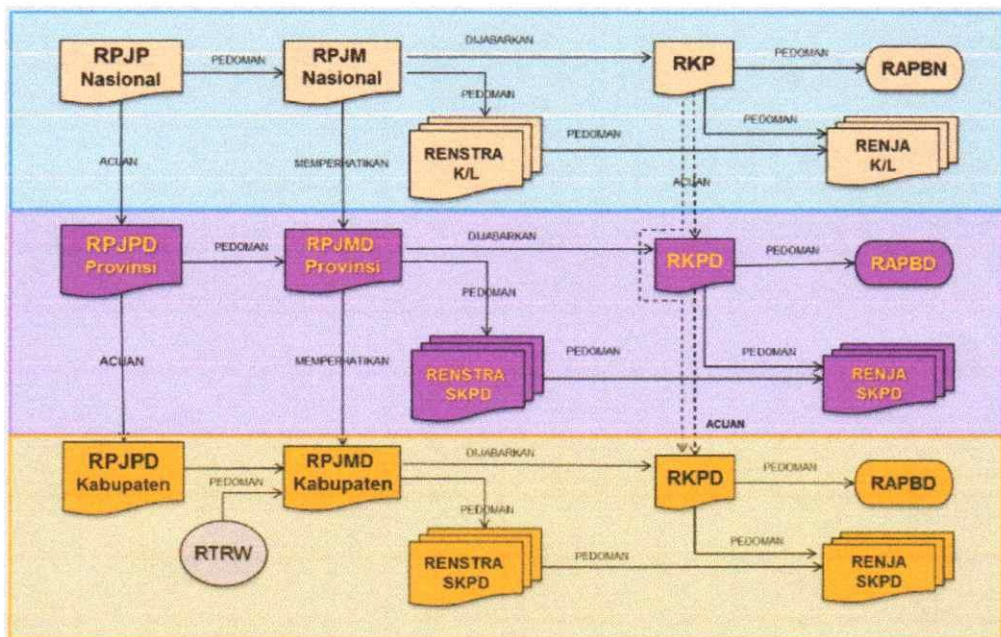 RPJP
Nasional
PEDOMAN
RPJM
Nasional
DIJABARKAN
RKP
PEDOMAN
RAPBN
PEDOMAN
RENSTRA
K/L
PEDOMAN
PEDOMAN
RENJA
K/L
ACUAN
MEMPERHATIKAN
ACUAN
RPJPD
Provinsi
PEDOMAN
RPJMD
Provinsi
DIJABARKAN
RKPD
PEDOMAN
RAPBD
PEDOMAN
RENSTRA
SKPD
PEDOMAN
PEDOMAN
RENJA
SKPD
ACUAN
MEMPERHATIKAN
ACUAN
RPJPD
Kabupaten
PEDOMAN
RPJMD
Kabupaten
DIJABARKAN
RKPD
PEDOMAN
RAPBD
RTRW
PEDOMAN
RENSTRA
SKPD
PEDOMAN
PEDOMAN
RENJA
SKPD